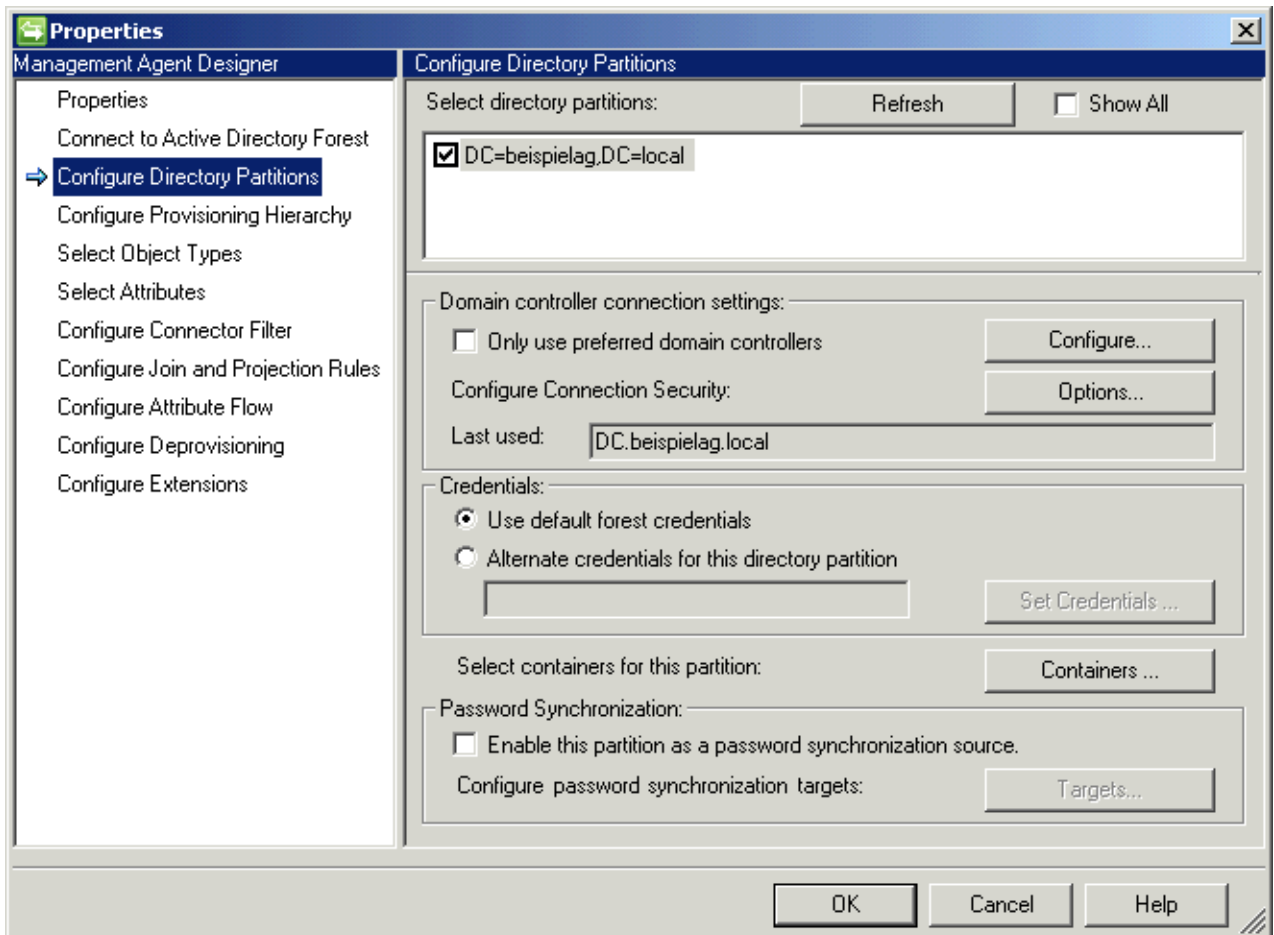 Properties
Management Agent Designer
Properties
Connect to Active Directory Forest
Configure Directory Partitions
Configure Provisioning Hierarchy
Select Object Types
Select Attributes
Configure Connector Filter
Configure Join and Projection Rules
Configure Attribute Flow
Configure Deprovisioning
Configure Extensions
Configure Directory Partitions
Select directory partitions:
Refresh
Show All
DC=beispielag,DC=local
Domain controller connection settings:
Only use preferred domain controllers
Configure...
Configure Connection Security:
Options...
Last used:
DC.beispielag.local
Credentials:
Use default forest credentials
Alternate credentials for this directory partition
Set Credentials ...
Select containers for this partition:
Containers ...
Password Synchronization:
Enable this partition as a password synchronization source.
Configure password synchronization targets:
Targets...
OK
Cancel
Help